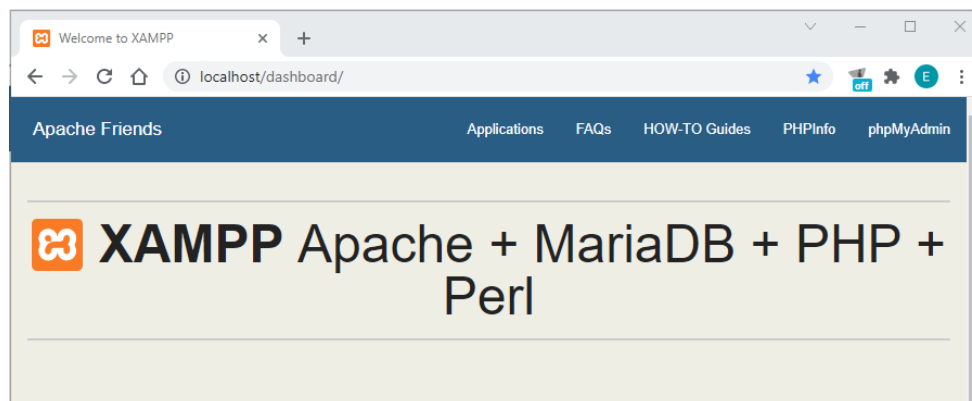 Welcome to XAMPP
localhost/dashboard/
off
E
Apache Friends
Applications FAQs HOW-TO Guides PHPInfo phpMyAdmin
XAMPP Apache + MariaDB + PHP +
Perl